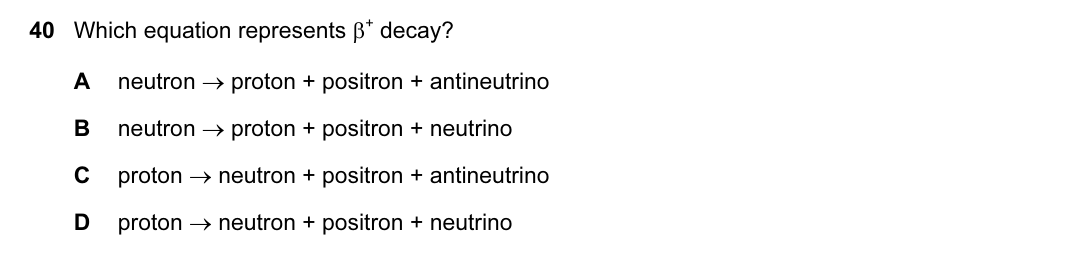 40 Which equation represents β⁺ decay?
A neutron → proton + positron + antineutrino
B neutron → proton + positron + neutrino
C proton → neutron + positron + antineutrino
D proton → neutron + positron + neutrino